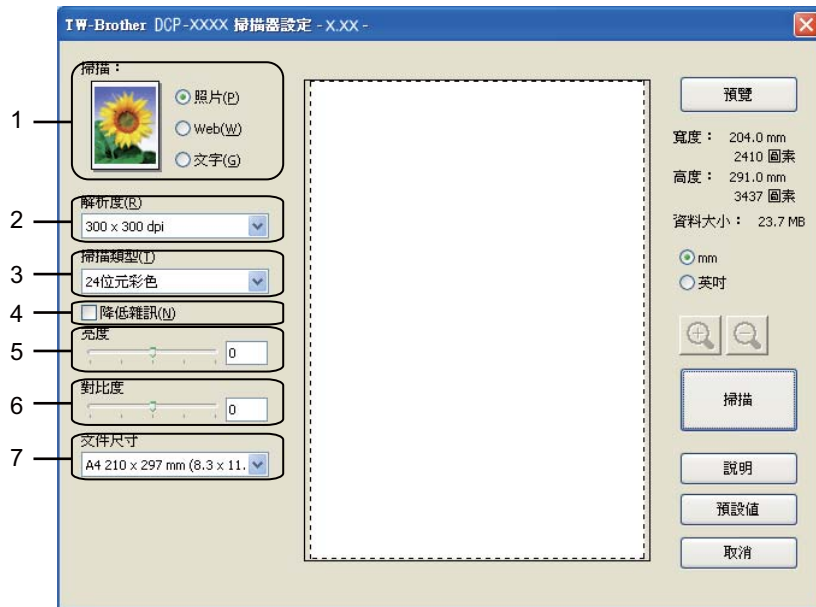 TW-Brother DCP-XXXX 掃描器設定 - X.XX -
1
掃描：
照片(P)
Web(W)
文字(G)
2
解析度(R)
300 x 300 dpi
3
掃描類型(T)
24位元彩色
4
降低雜訊(N)
5
亮度
0
6
對比度
0
7
文件尺寸
A4 210 x 297 mm (8.3 x 11.
預覽
寬度： 204.0 mm
2410 圖素
高度： 291.0 mm
3437 圖素
資料大小： 23.7 MB
mm
英吋
掃描
說明
預設值
取消